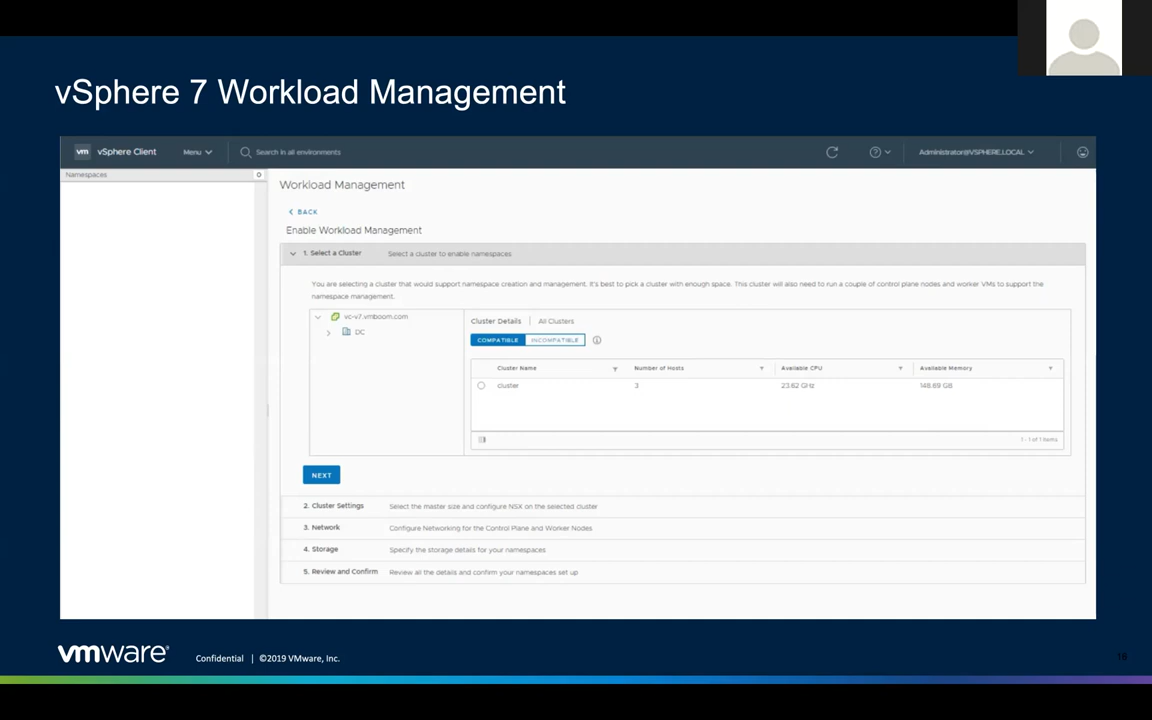 vSphere 7 Workload Management
vm vSphere Client Menu Search in all environments Administrator@VSPHERE.LOCAL
Namespaces
Workload Management
BACK
Enable Workload Management
1. Select a Cluster Select a cluster to enable namespaces
You are selecting a cluster that would support namespace creation and management. It's best to pick a cluster with enough space. This cluster will also need to run a couple of control plane nodes and worker VMs to support the
namespace management.
vc-v7.vmboom.com
DC
Cluster Details | All Clusters
COMPATIBLE INCOMPATIBLE
Cluster Name Number of Hosts Available CPU Available Memory
cluster 3 23.62 GHz 148.69 GB
1 - 1 of 1 items
NEXT
2. Cluster Settings Select the master size and configure NSX on the selected cluster
3. Network Configure Networking for the Control Plane and Worker Nodes
4. Storage Specify the storage details for your namespaces
5. Review and Confirm Review all the details and confirm your namespaces set up
vmware® Confidential | ©2019 VMware, Inc.